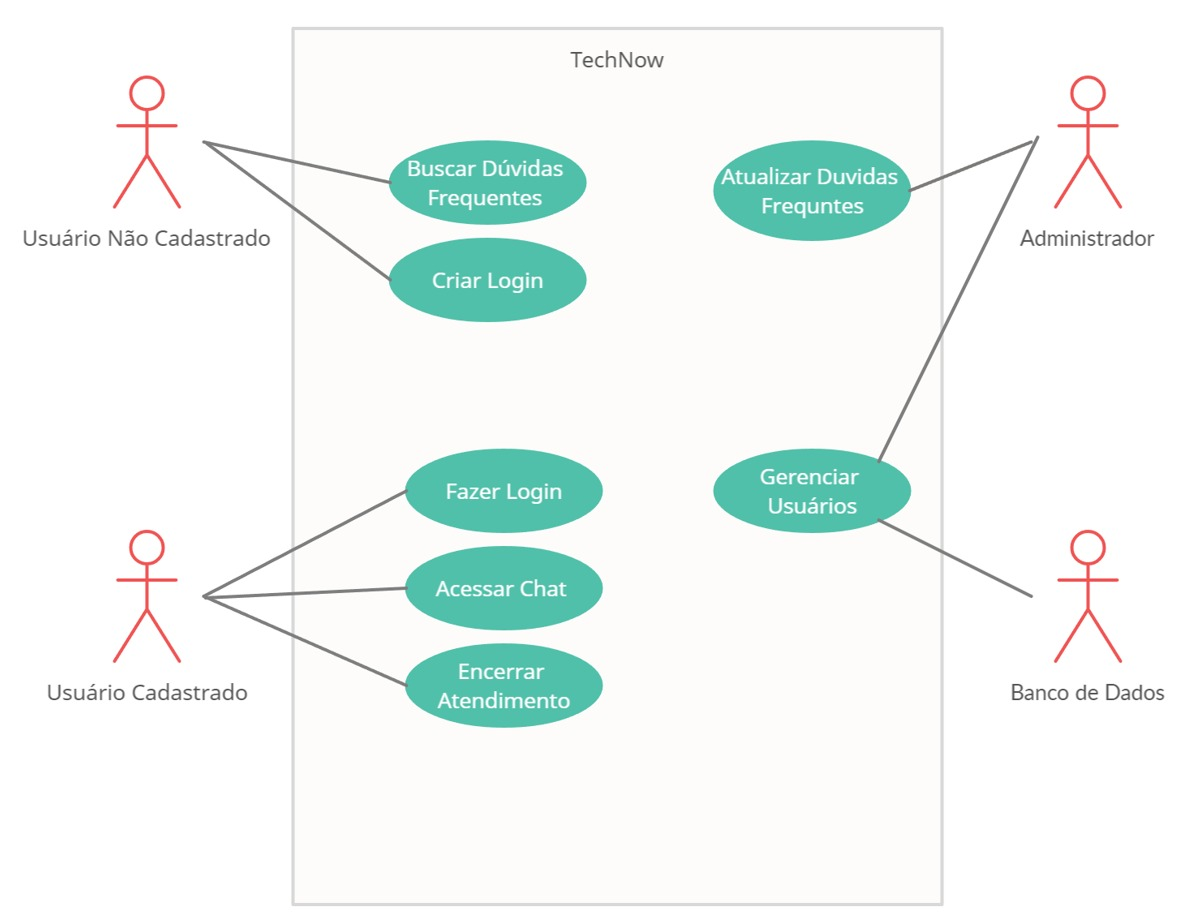 TechNow
Buscar Dúvidas
Frequentes
Criar Login
Usuário Não Cadastrado
Atualizar Duvidas
Frequntes
Administrador
Fazer Login
Acessar Chat
Encerrar
Atendimento
Usuário Cadastrado
Gerenciar
Usuários
Banco de Dados